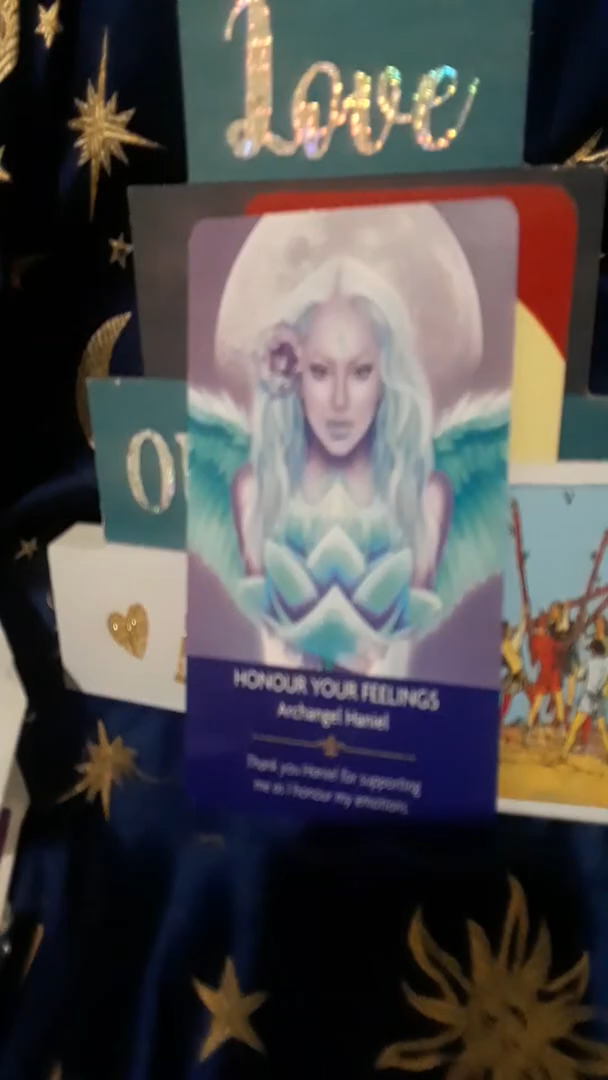 Love
HONOUR YOUR FEELINGS
Archangel Haniel
Thank you Haniel for supporting
me as I honour my emotions.
V